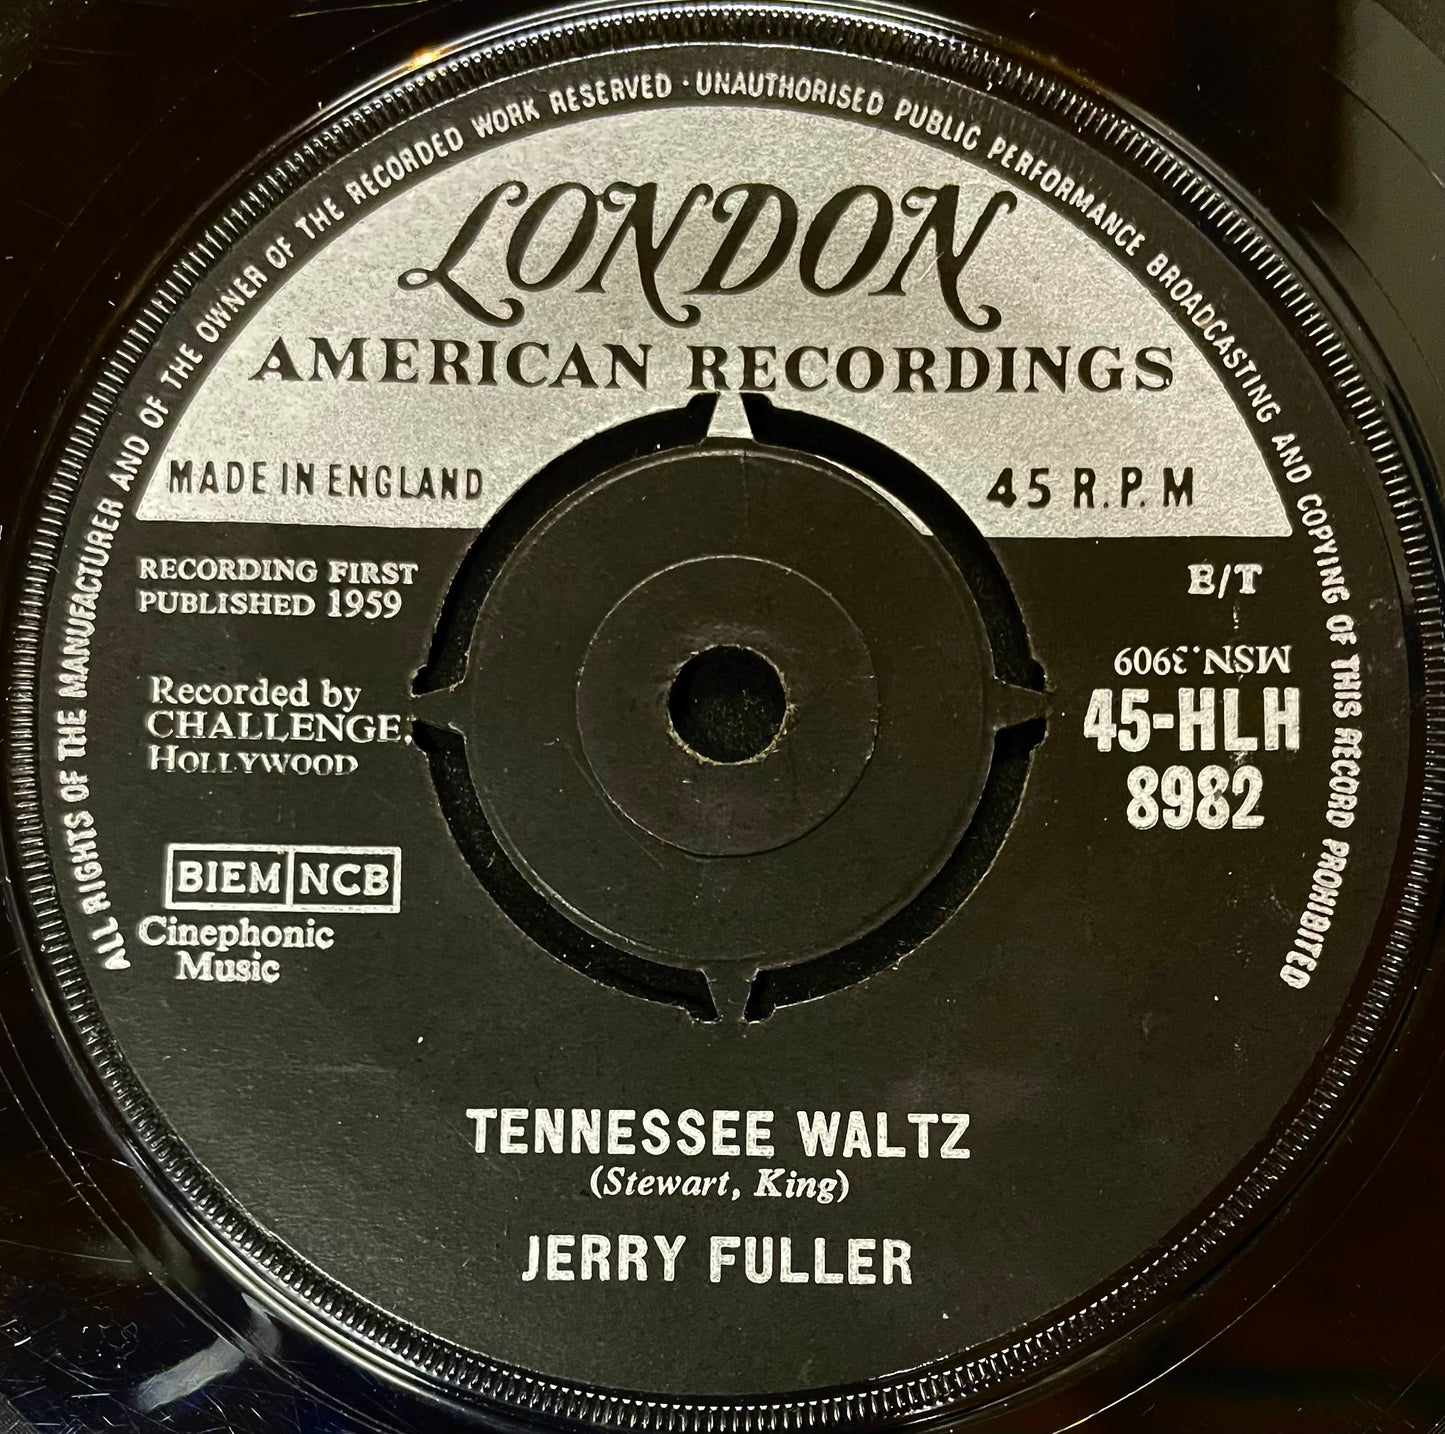 ALL RIGHTS OF THE MANUFACTURER AND OF THE OWNER OF THE RECORDED WORK RESERVED · UNAUTHORISED PUBLIC PERFORMANCE BROADCASTING AND COPYING OF THIS RECORD PROHIBITED
LONDON
AMERICAN RECORDINGS
MADE IN ENGLAND
45 R.P.M
RECORDING FIRST
PUBLISHED 1959
E/T
MSN.3909
45-HLH
8982
Recorded by
CHALLENGE,
HOLLYWOOD
BIEM NCB
Cinephonic
Music
TENNESSEE WALTZ
(Stewart, King)
JERRY FULLER